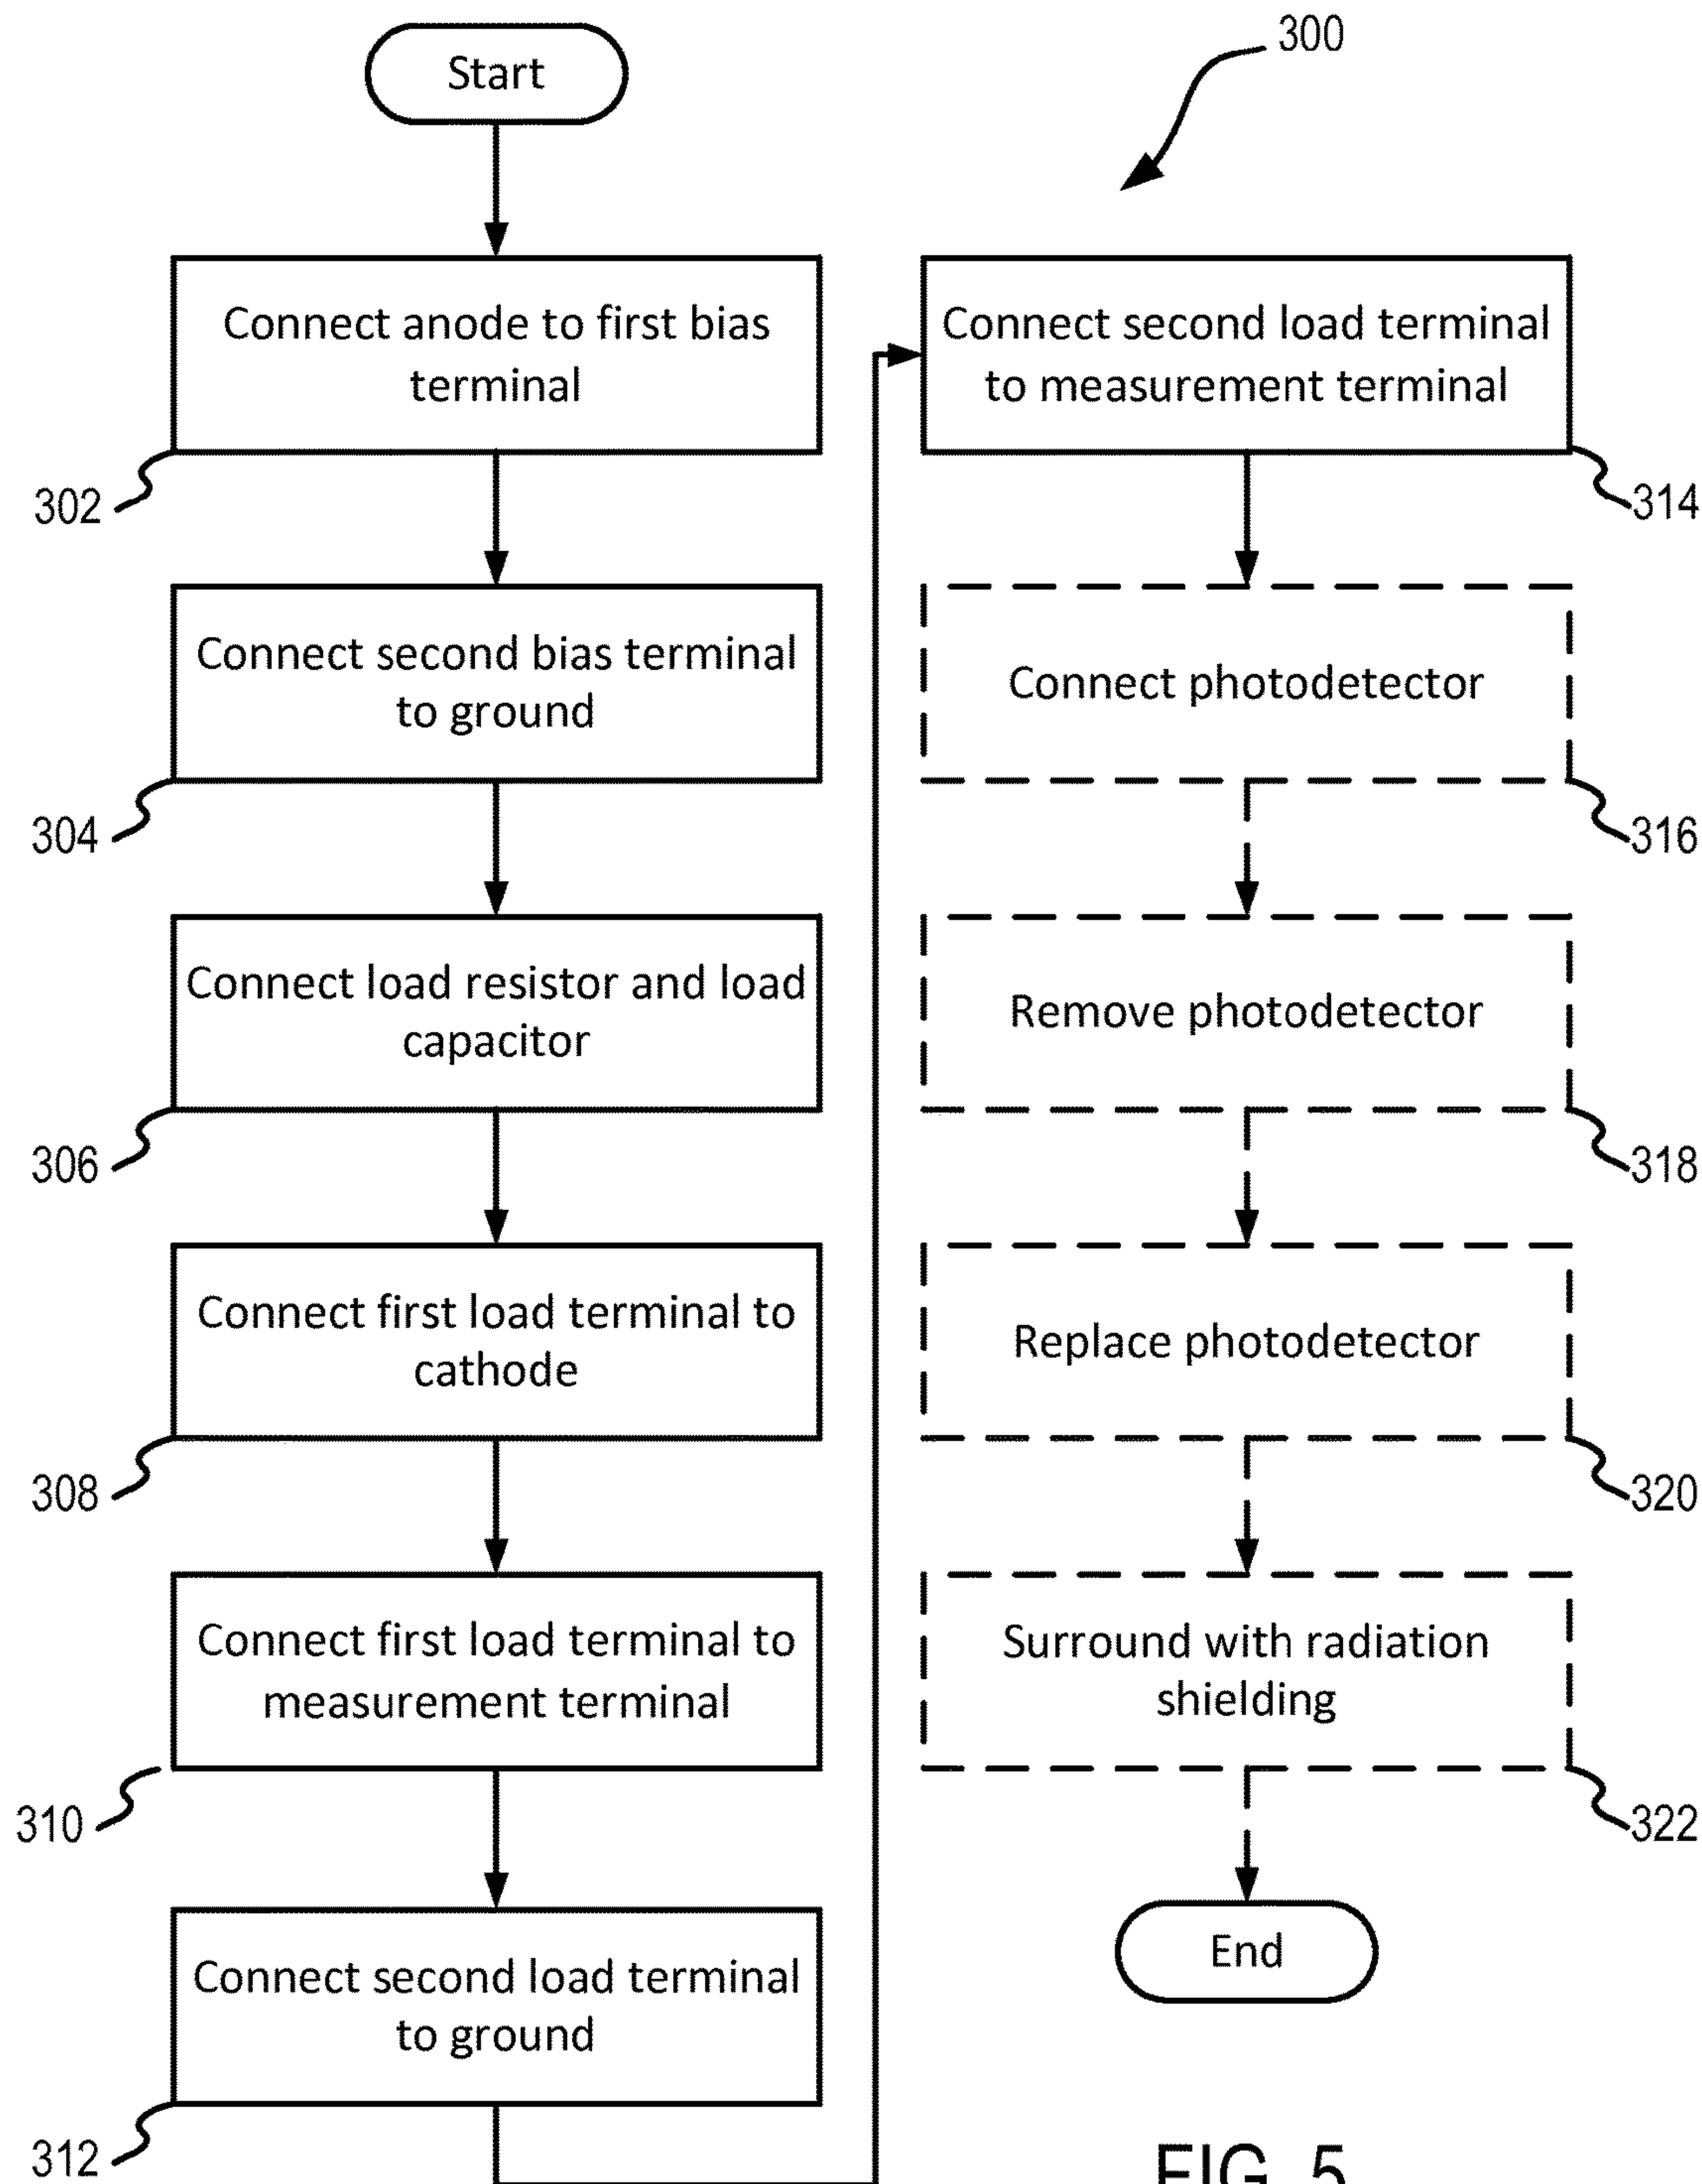 Start
300
Connect anode to first bias
terminal
302
Connect second bias terminal
to ground
304
Connect load resistor and load
capacitor
306
Connect first load terminal to
cathode
308
Connect first load terminal to
measurement terminal
310
Connect second load terminal
to ground
312
Connect second load terminal
to measurement terminal
314
Connect photodetector
316
Remove photodetector
318
Replace photodetector
320
Surround with radiation
shielding
322
End
FIG. 5